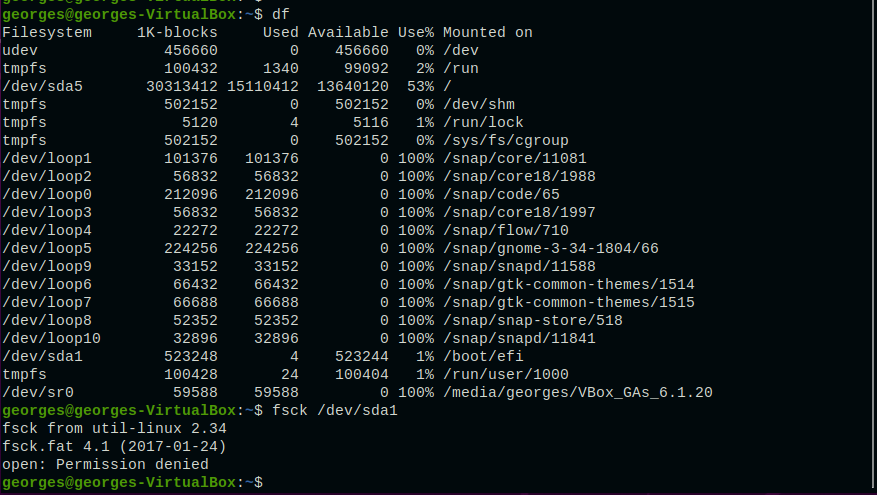 georges@georges-VirtualBox:~$ df
Filesystem     1K-blocks     Used Available Use% Mounted on
udev              456660        0    456660   0% /dev
tmpfs             100432     1340     99092   2% /run
/dev/sda5       30313412 15110412  13640120  53% /
tmpfs             502152        0    502152   0% /dev/shm
tmpfs               5120        4      5116   1% /run/lock
tmpfs             502152        0    502152   0% /sys/fs/cgroup
/dev/loop1        101376   101376         0 100% /snap/core/11081
/dev/loop2         56832    56832         0 100% /snap/core18/1988
/dev/loop0        212096   212096         0 100% /snap/code/65
/dev/loop3         56832    56832         0 100% /snap/core18/1997
/dev/loop4         22272    22272         0 100% /snap/flow/710
/dev/loop5        224256   224256         0 100% /snap/gnome-3-34-1804/66
/dev/loop9         33152    33152         0 100% /snap/snapd/11588
/dev/loop6         66432    66432         0 100% /snap/gtk-common-themes/1514
/dev/loop7         66688    66688         0 100% /snap/gtk-common-themes/1515
/dev/loop8         52352    52352         0 100% /snap/snap-store/518
/dev/loop10        32896    32896         0 100% /snap/snapd/11841
/dev/sda1         523248        4    523244   1% /boot/efi
tmpfs             100428       24    100404   1% /run/user/1000
/dev/sr0           59588    59588         0 100% /media/georges/VBox_GAs_6.1.20
georges@georges-VirtualBox:~$ fsck /dev/sda1
fsck from util-linux 2.34
fsck.fat 4.1 (2017-01-24)
open: Permission denied
georges@georges-VirtualBox:~$